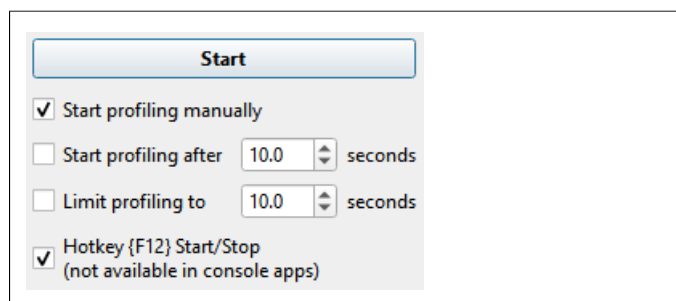 Start
Start profiling manually
Start profiling after 10.0 seconds
Limit profiling to 10.0 seconds
Hotkey {F12} Start/Stop
(not available in console apps)